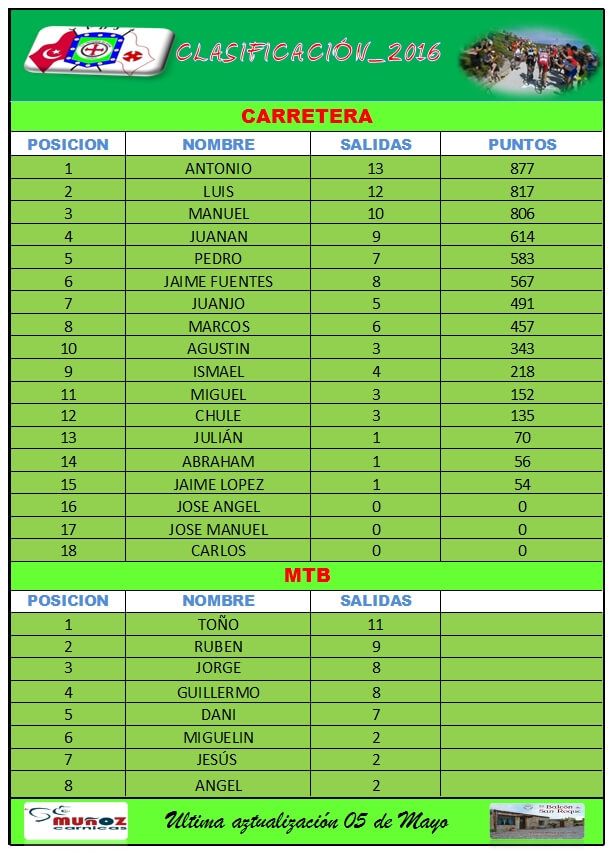 CLASIFICACIÓN_2016
CARRETERA
POSICION NOMBRE SALIDAS PUNTOS
1 ANTONIO 13 877
2 LUIS 12 817
3 MANUEL 10 806
4 JUANAN 9 614
5 PEDRO 7 583
6 JAIME FUENTES 8 567
7 JUANJO 5 491
8 MARCOS 6 457
10 AGUSTIN 3 343
9 ISMAEL 4 218
11 MIGUEL 3 152
12 CHULE 3 135
13 JULIÁN 1 70
14 ABRAHAM 1 56
15 JAIME LOPEZ 1 54
16 JOSE ANGEL 0 0
17 JOSE MANUEL 0 0
18 CARLOS 0 0
MTB
POSICION NOMBRE SALIDAS
1 TOÑO 11
2 RUBEN 9
3 JORGE 8
4 GUILLERMO 8
5 DANI 7
6 MIGUELIN 2
7 JESÚS 2
8 ANGEL 2
MUÑOZ
carnicas
Ultima aztualización 05 de Mayo
El Balcón de
San Roque